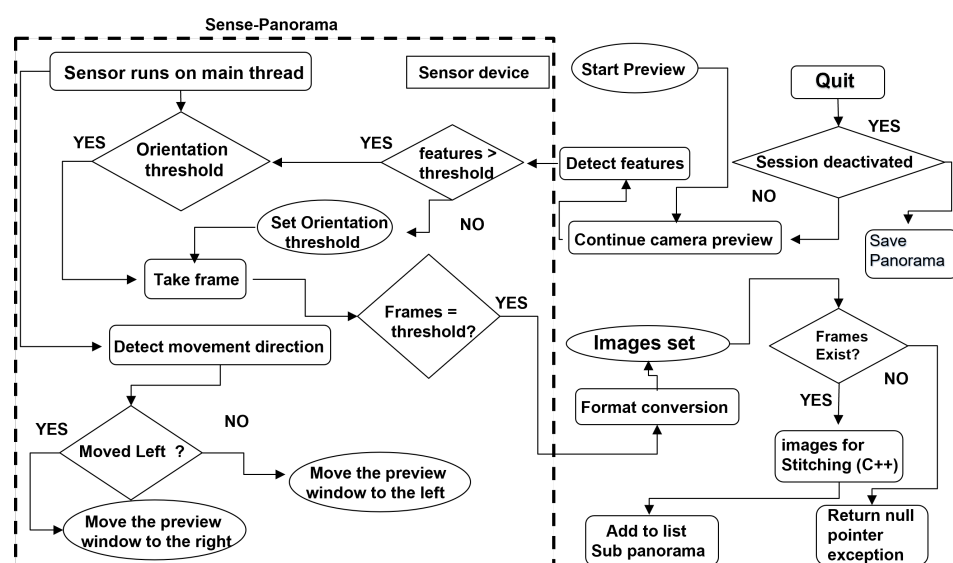 Sense-Panorama
Sensor runs on main thread
Sensor device
Start Preview
Quit
YES
Orientation
threshold
YES
features >
threshold
Detect features
YES
Session deactivated
NO
NO
Set Orientation
threshold
Continue camera preview
Save
Panorama
Take frame
Frames =
threshold?
YES
Images set
Frames
Exist?
Detect movement direction
NO
YES
Format conversion
YES
NO
Moved Left ?
images for
Stitching (C++)
Move the preview
window to the left
Move the preview
window to the right
Add to list
Sub panorama
Return null
pointer
exception